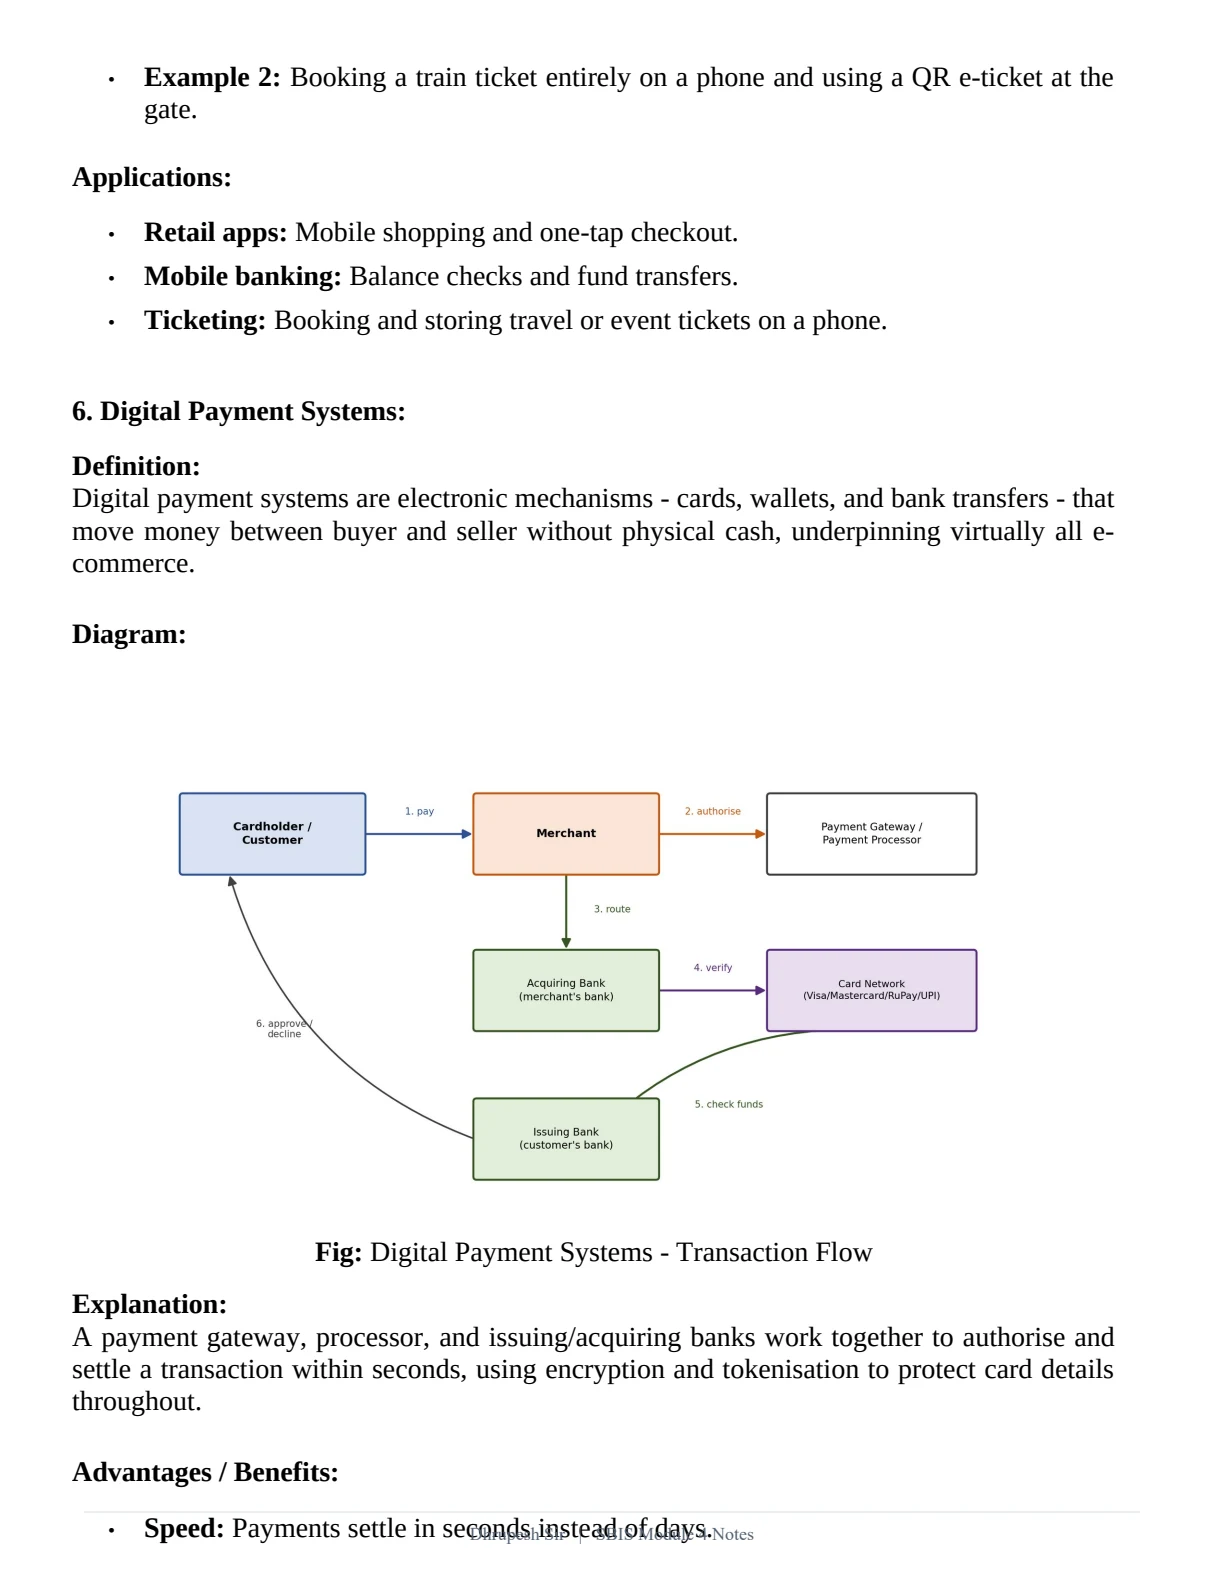 • Example 2: Booking a train ticket entirely on a phone and using a QR e-ticket at the
gate.
Applications:
• Retail apps: Mobile shopping and one-tap checkout.
• Mobile banking: Balance checks and fund transfers.
• Ticketing: Booking and storing travel or event tickets on a phone.
6. Digital Payment Systems:
Definition:
Digital payment systems are electronic mechanisms - cards, wallets, and bank transfers - that
move money between buyer and seller without physical cash, underpinning virtually all e-
commerce.
Diagram:
Cardholder /
Customer
1. pay
Merchant
2. authorise
Payment Gateway /
Payment Processor
3. route
Acquiring Bank
(merchant's bank)
4. verify
Card Network
(Visa/Mastercard/RuPay/UPI)
6. approve /
decline
5. check funds
Issuing Bank
(customer's bank)
Fig: Digital Payment Systems - Transaction Flow
Explanation:
A payment gateway, processor, and issuing/acquiring banks work together to authorise and
settle a transaction within seconds, using encryption and tokenisation to protect card details
throughout.
Advantages / Benefits:
• Speed: Payments settle in seconds instead of days.
Dhrupesh Sir | SBIS Module 4 Notes